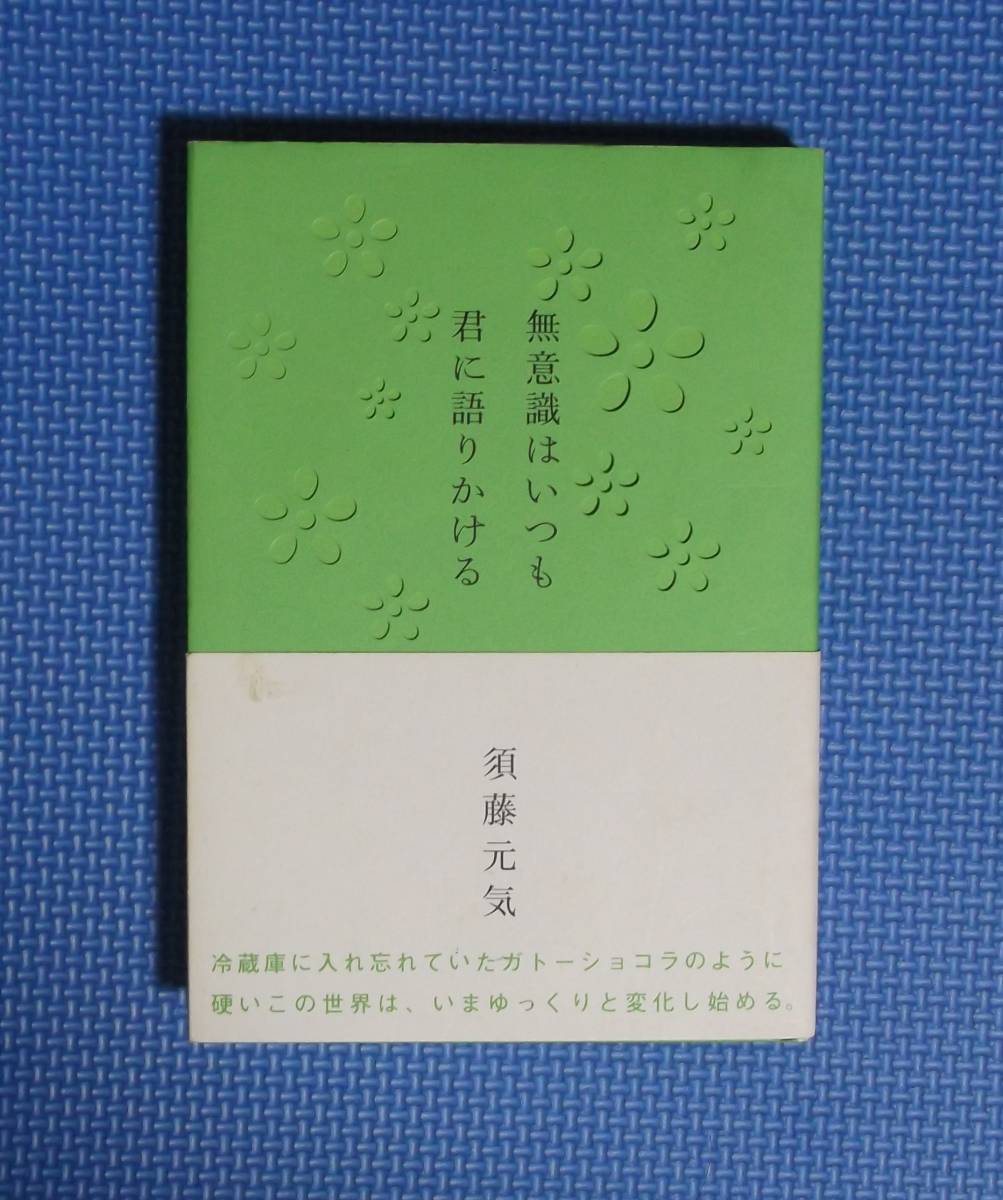 無意識はいつも
君に語りかける
須藤元気
冷蔵庫に入れ忘れていたガトーショコラのように
硬いこの世界は、いまゆっくりと変化し始める。